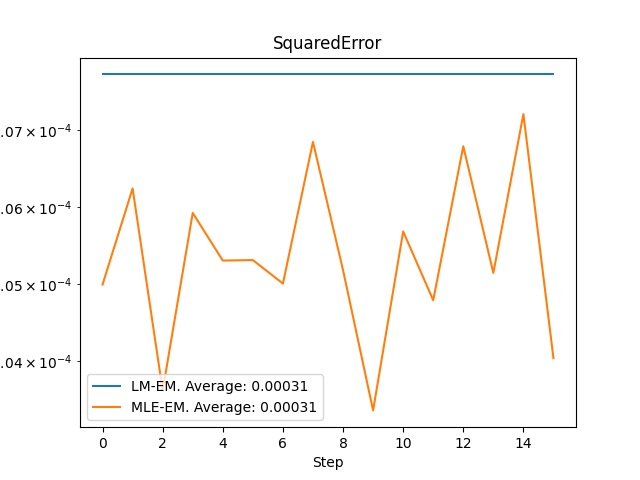 SquaredError
.07 × 10⁻⁴
.06 × 10⁻⁴
.05 × 10⁻⁴
.04 × 10⁻⁴
LM-EM. Average: 0.00031
MLE-EM. Average: 0.00031
0 2 4 6 8 10 12 14
Step